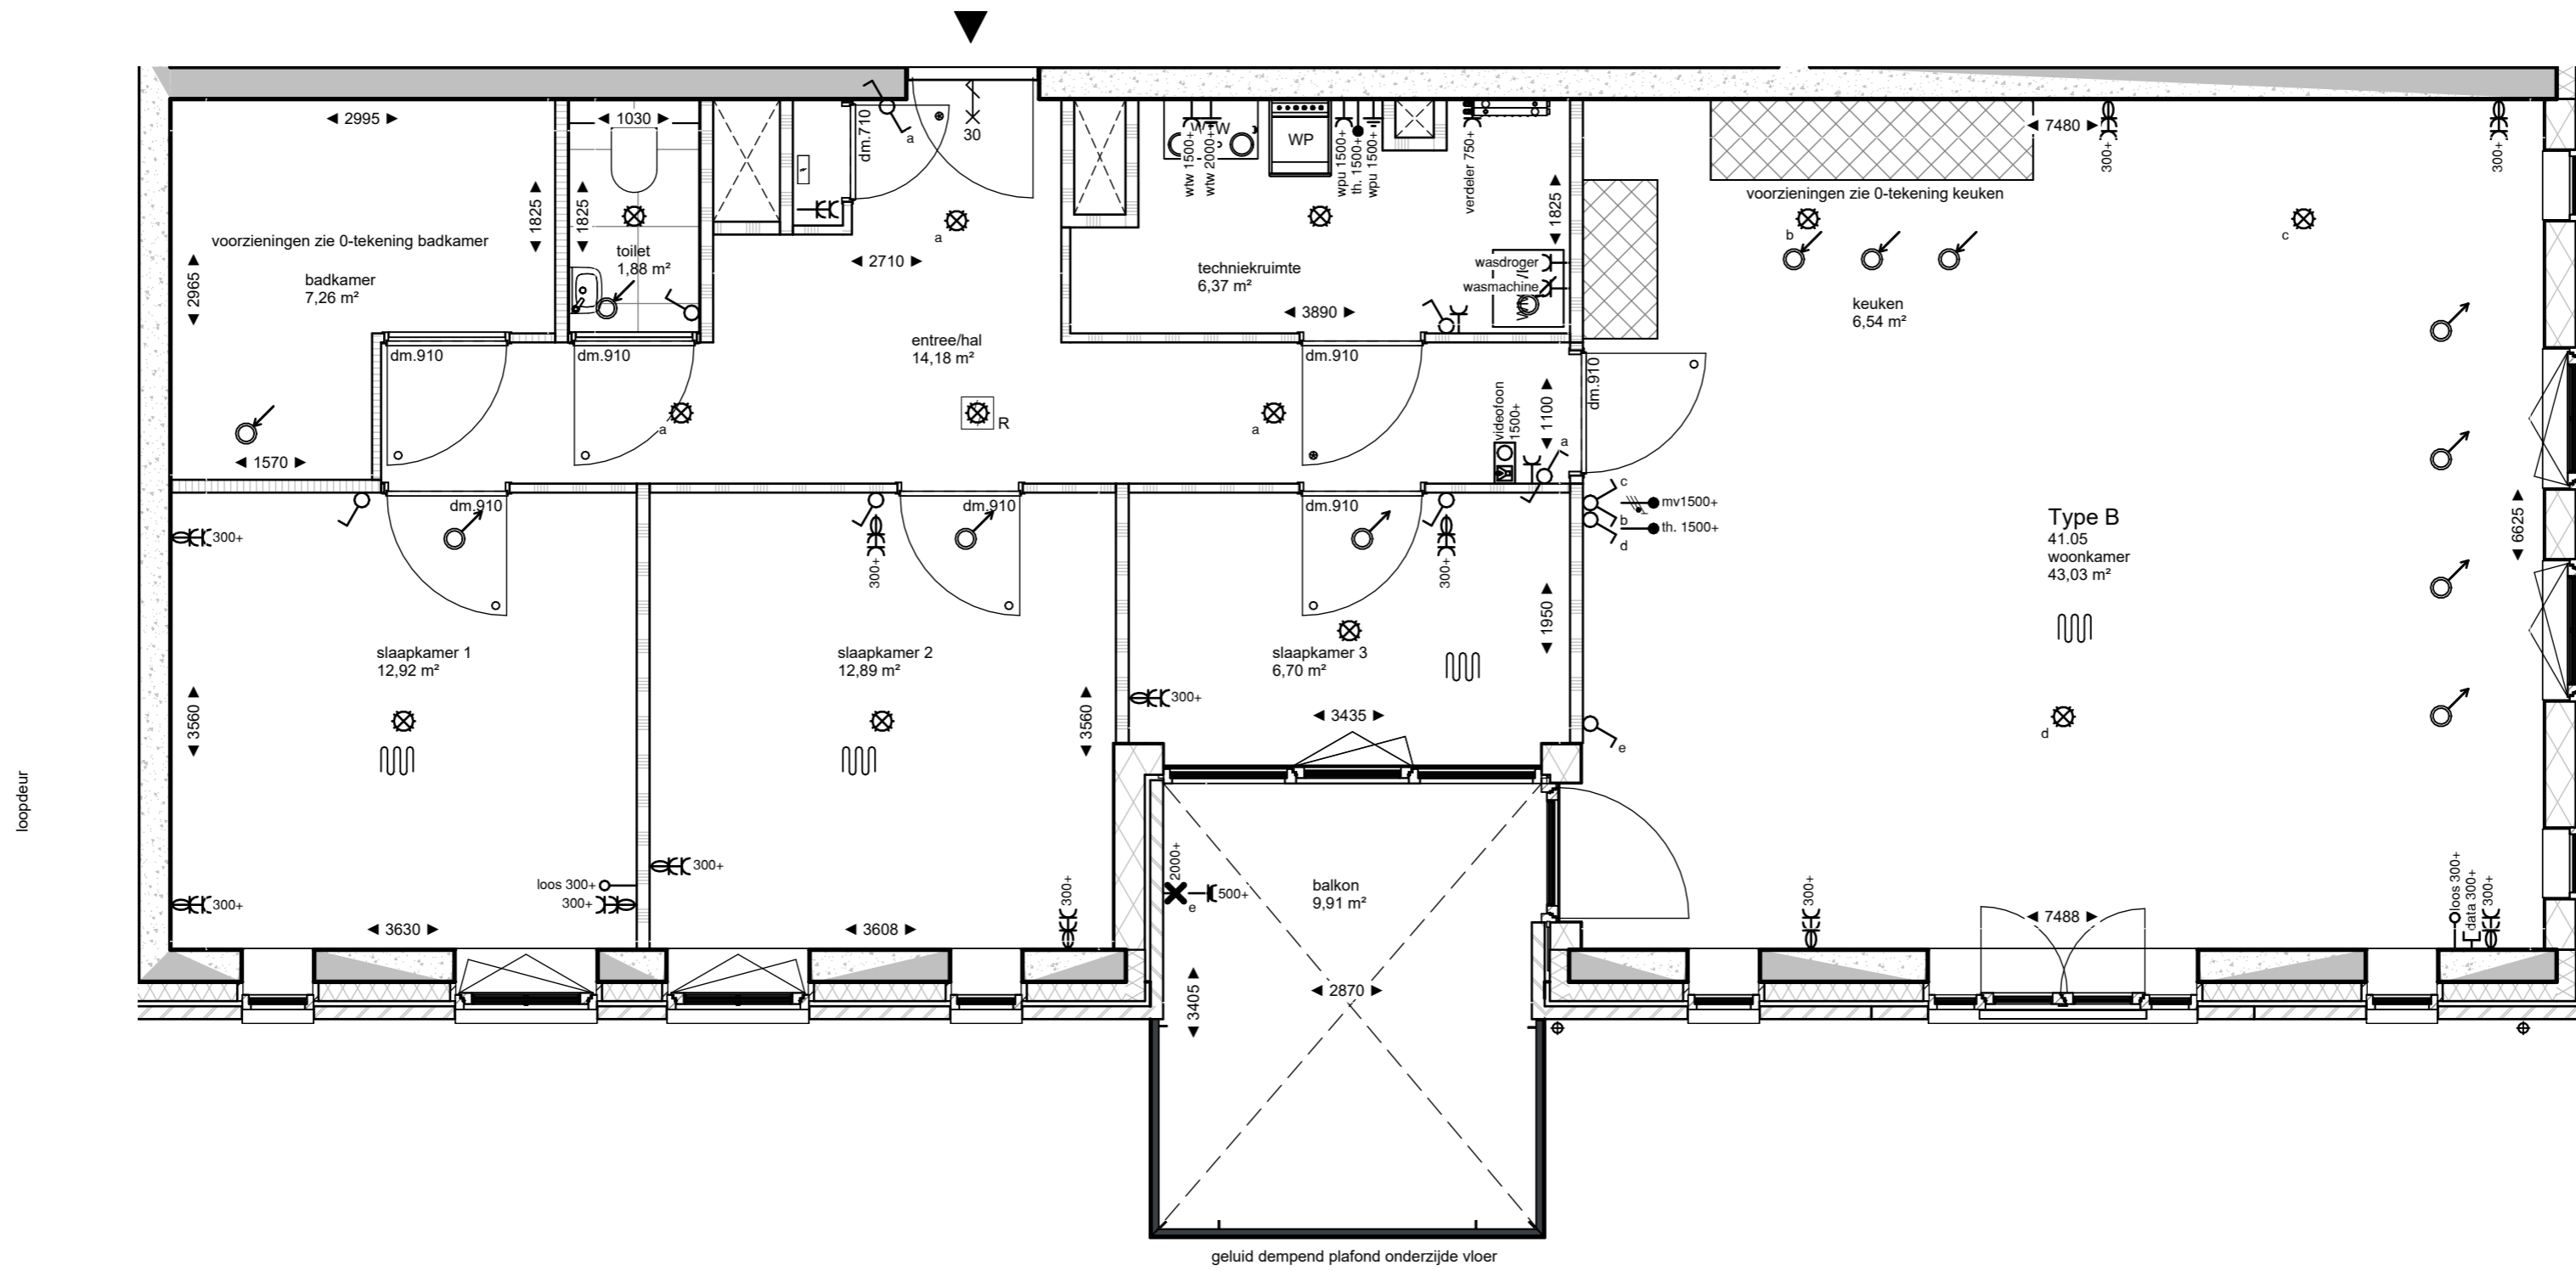 ◄ 2995 ►
◄ 1030 ►
dm.710
a
30
WP
wtw 1500+
wtw 2000+
wpu 1500+
th. 1500+
wpu 1500+
verdeler 750+
◄ 7480 ►
300+
300+
voorzieningen zie 0-tekening keuken
◄ 1825 ►
◄ 1825 ►
◄ 1825 ►
voorzieningen zie 0-tekening badkamer
toilet
1,88 m²
a
b
c
◄ 2965 ►
badkamer
7,26 m²
◄ 2710 ►
techniekruimte
6,37 m²
wasdroger
wasmachine
◄ 3890 ►
keuken
6,54 m²
entree/hal
14,18 m²
dm.910
dm.910
dm.910
dm.910
a
R
a
videofoon
1500+
◄ 1100 ►
a
◄ 1570 ►
dm.910
dm.910
dm.910
c
b
d
mv1500+
th. 1500+
300+
300+
300+
Type B
41.05
woonkamer
43,03 m²
◄ 6625 ►
◄ 1950 ►
slaapkamer 1
12,92 m²
slaapkamer 2
12,89 m²
slaapkamer 3
6,70 m²
300+
◄ 3435 ►
◄ 3560 ►
◄ 3560 ►
d
e
loopdeur
300+
loos 300+
300+
300+
300+
2000+
e
500+
balkon
9,91 m²
300+
loos 300+
data 300+
300+
◄ 3630 ►
◄ 3608 ►
◄ 7488 ►
◄ 3405 ►
◄ 2870 ►
geluid dempend plafond onderzijde vloer